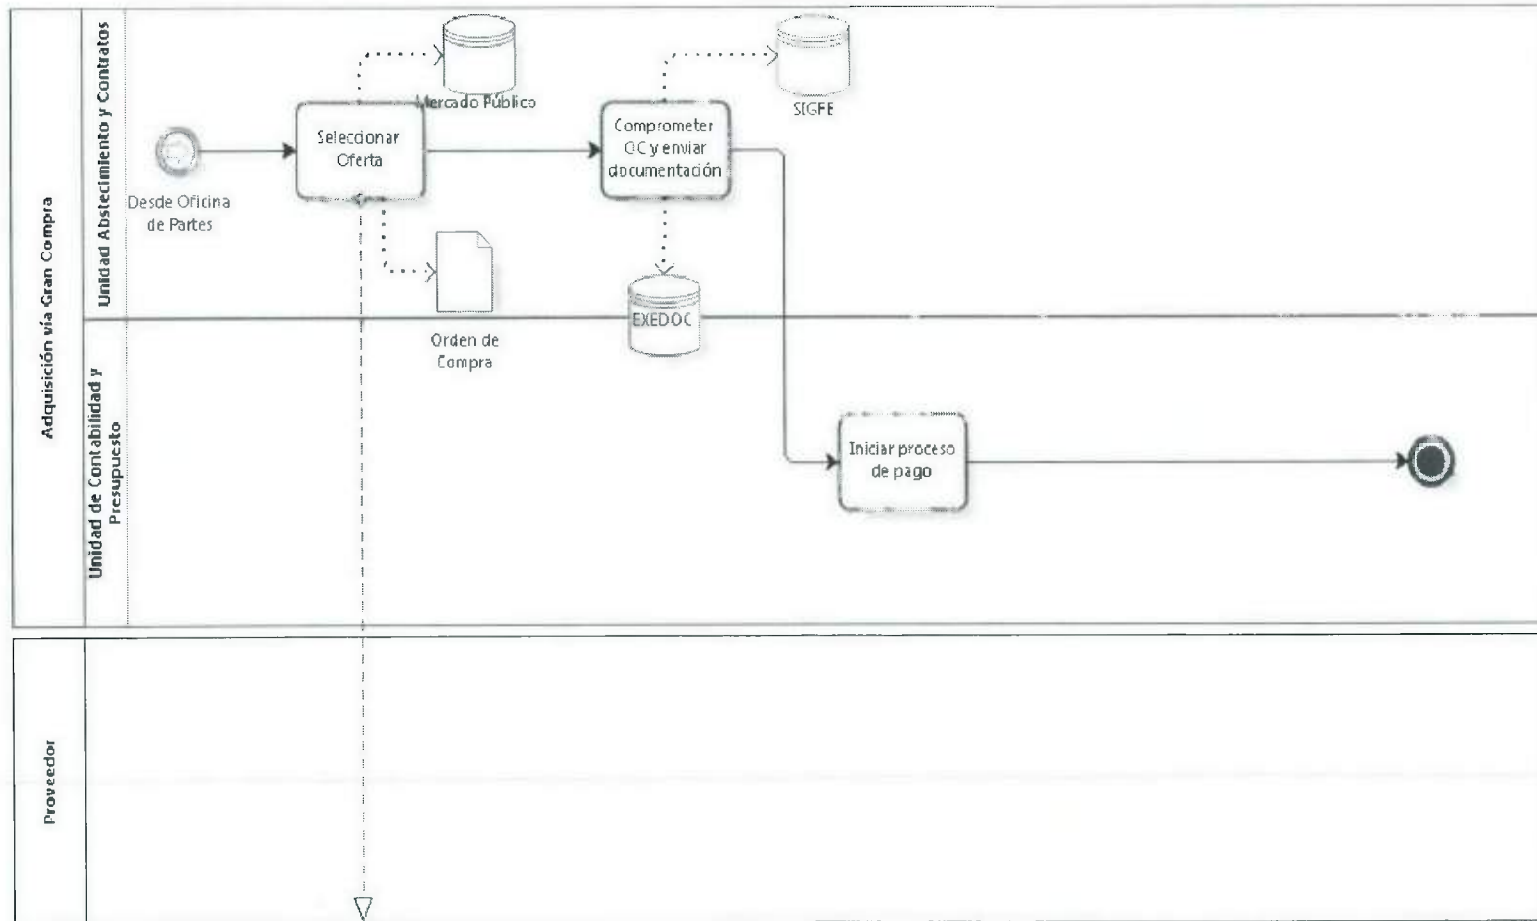 Adquisición vía Gran Compra
Unidad Abstecimiento y Contratos
Desde Oficina
de Partes
Seleccionar
Oferta
Mercado Público
Orden de
Compra
Comprometer
OC y enviar
documentación
SIGFE
EXEDOC
Unidad de Contabilidad y
Presupuesto
Iniciar proceso
de pago
Proveedor